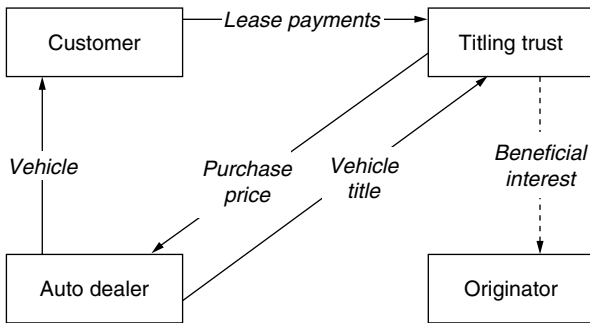 Customer
Lease payments
Titling trust
Vehicle
Purchase
price
Vehicle
title
Beneficial
interest
Auto dealer
Originator